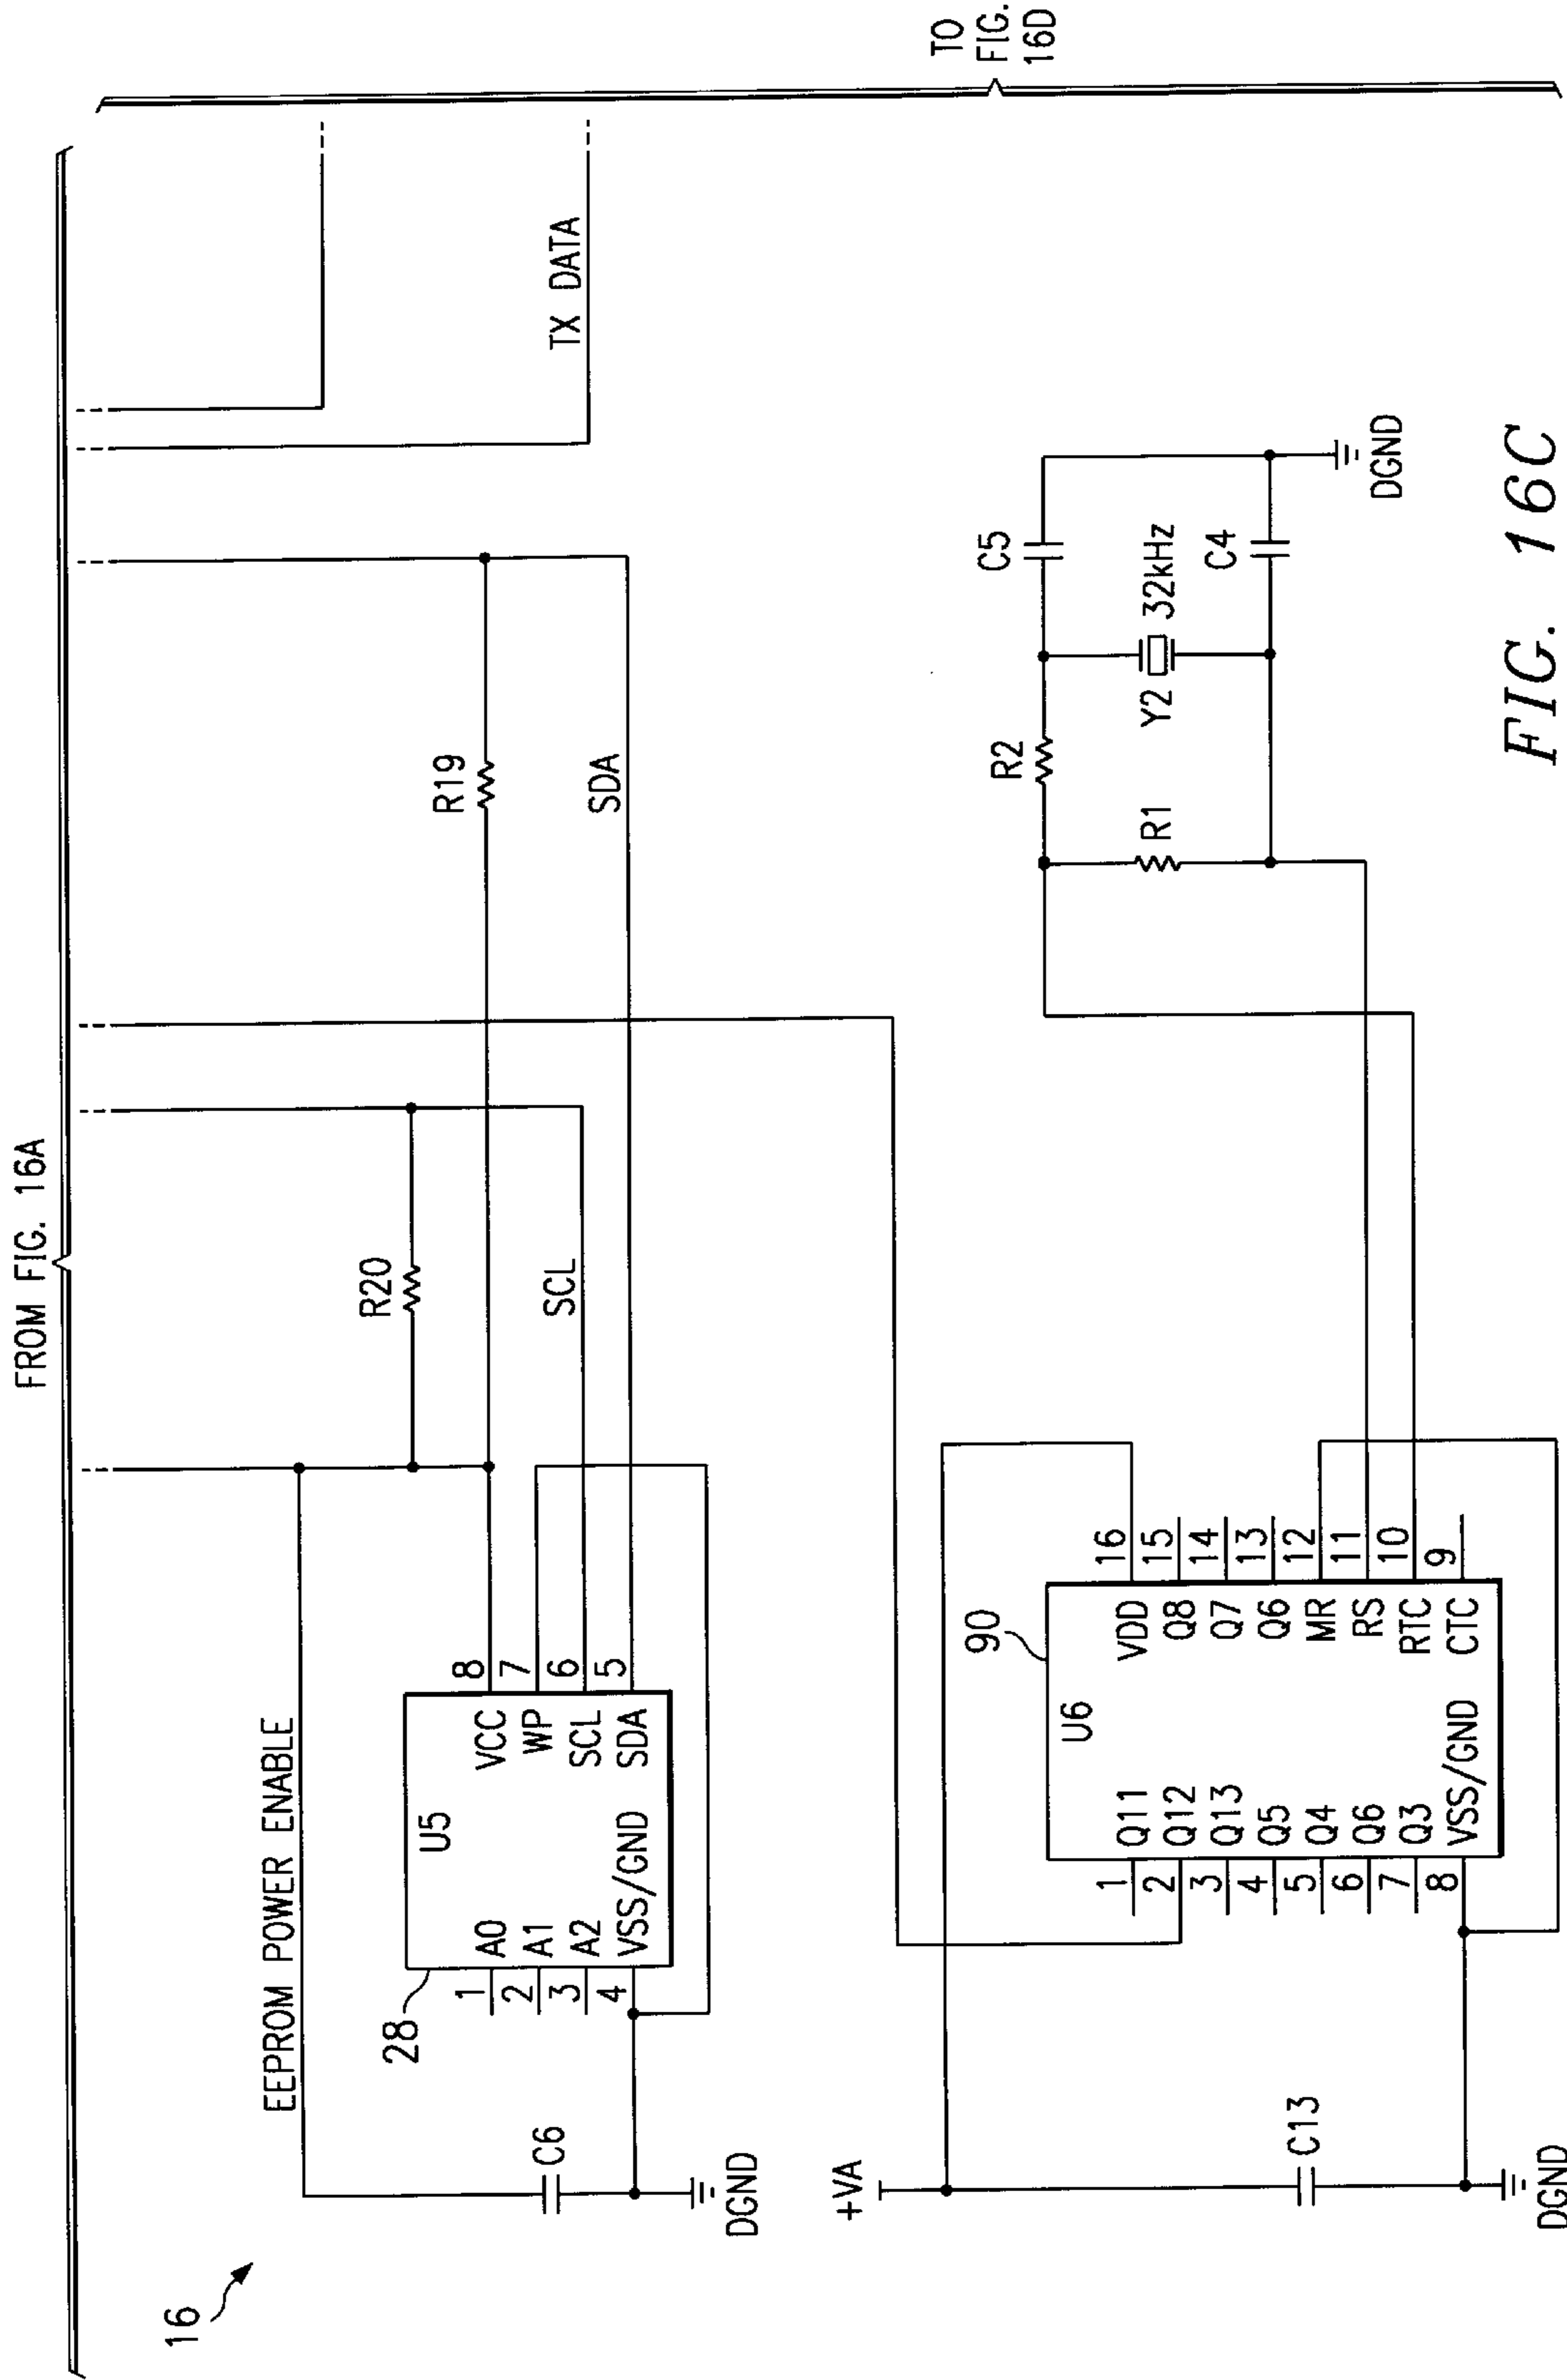 FROM FIG. 16A
TO
FIG.
16D
16
EEPROM POWER ENABLE
R20
R19
TX DATA
28
U5
1 A0
2 A1
3 A2
4 VSS/GND
VCC 8
WP 7
SCL 6
SDA 5
SCL
SDA
C6
DGND
+VA
C13
DGND
90
U6
1 Q11
2 Q12
3 Q13
4 Q5
5 Q4
6 Q6
7 Q3
8 VSS/GND
VDD 16
Q8 15
Q7 14
Q6 13
MR 12
RS 11
RTC 10
CTC 9
R2
R1
C5
Y2 32kHz
C4
DGND
FIG. 16C